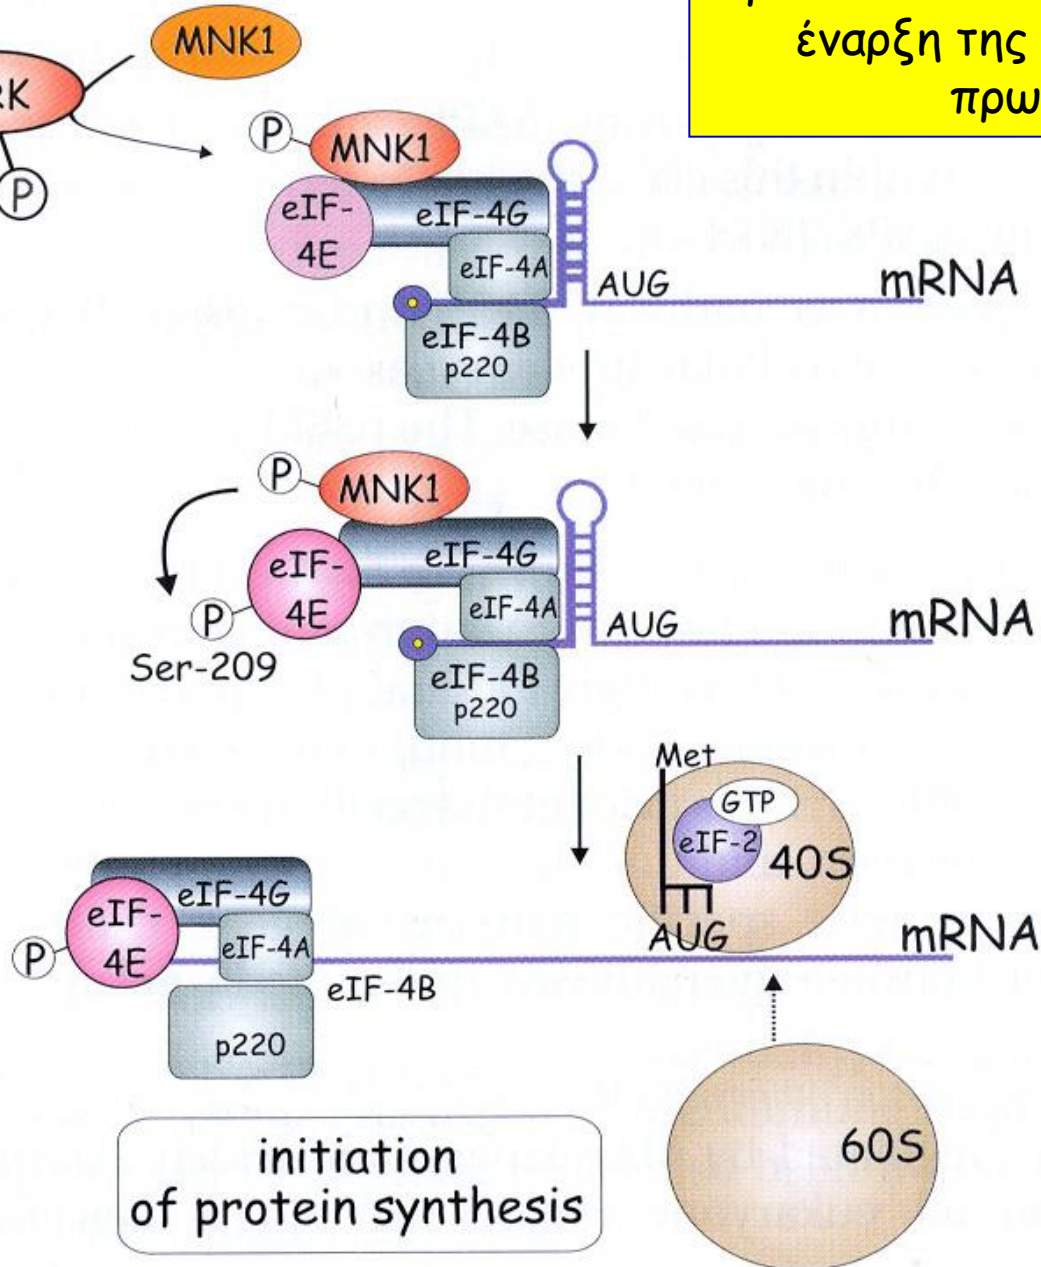 έναρξη της
MNK1
P
P
MNK1
eIF-
4E
eIF-4G
eIF-4A
AUG
mRNA
eIF-4B
p220
P
MNK1
eIF-
4E
eIF-4G
eIF-4A
AUG
mRNA
P
Ser-209
eIF-4B
p220
Met
GTP
eIF-2
40S
AUG
mRNA
eIF-4G
eIF-
4E
eIF-4A
P
eIF-4B
p220
60S
initiation
of protein synthesis